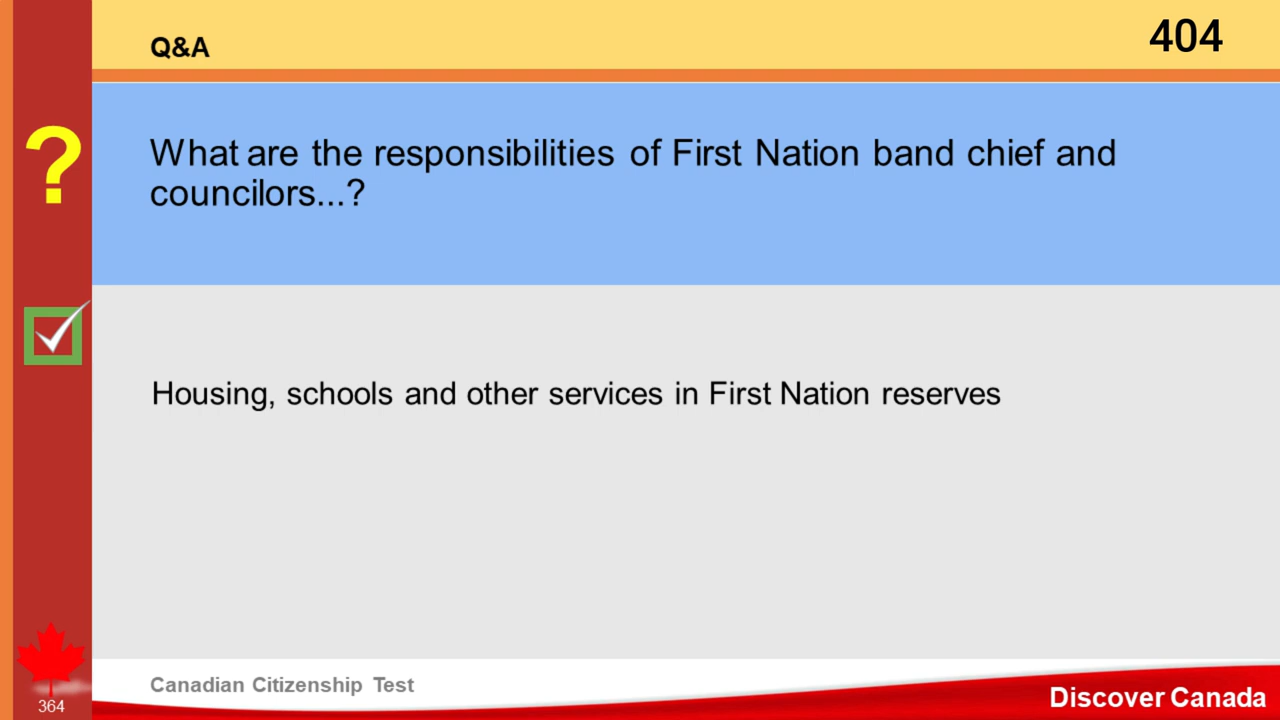 Q&A
404
?
What are the responsibilities of First Nation band chief and
councilors...?
Housing, schools and other services in First Nation reserves
Canadian Citizenship Test
364
Discover Canada